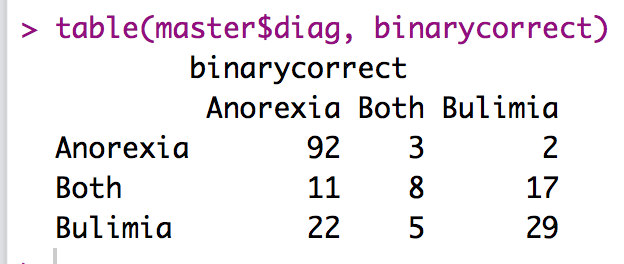 > table(master$diag, binarycorrect)
binarycorrect
Anorexia Both Bulimia
Anorexia 92 3 2
Both 11 8 17
Bulimia 22 5 29